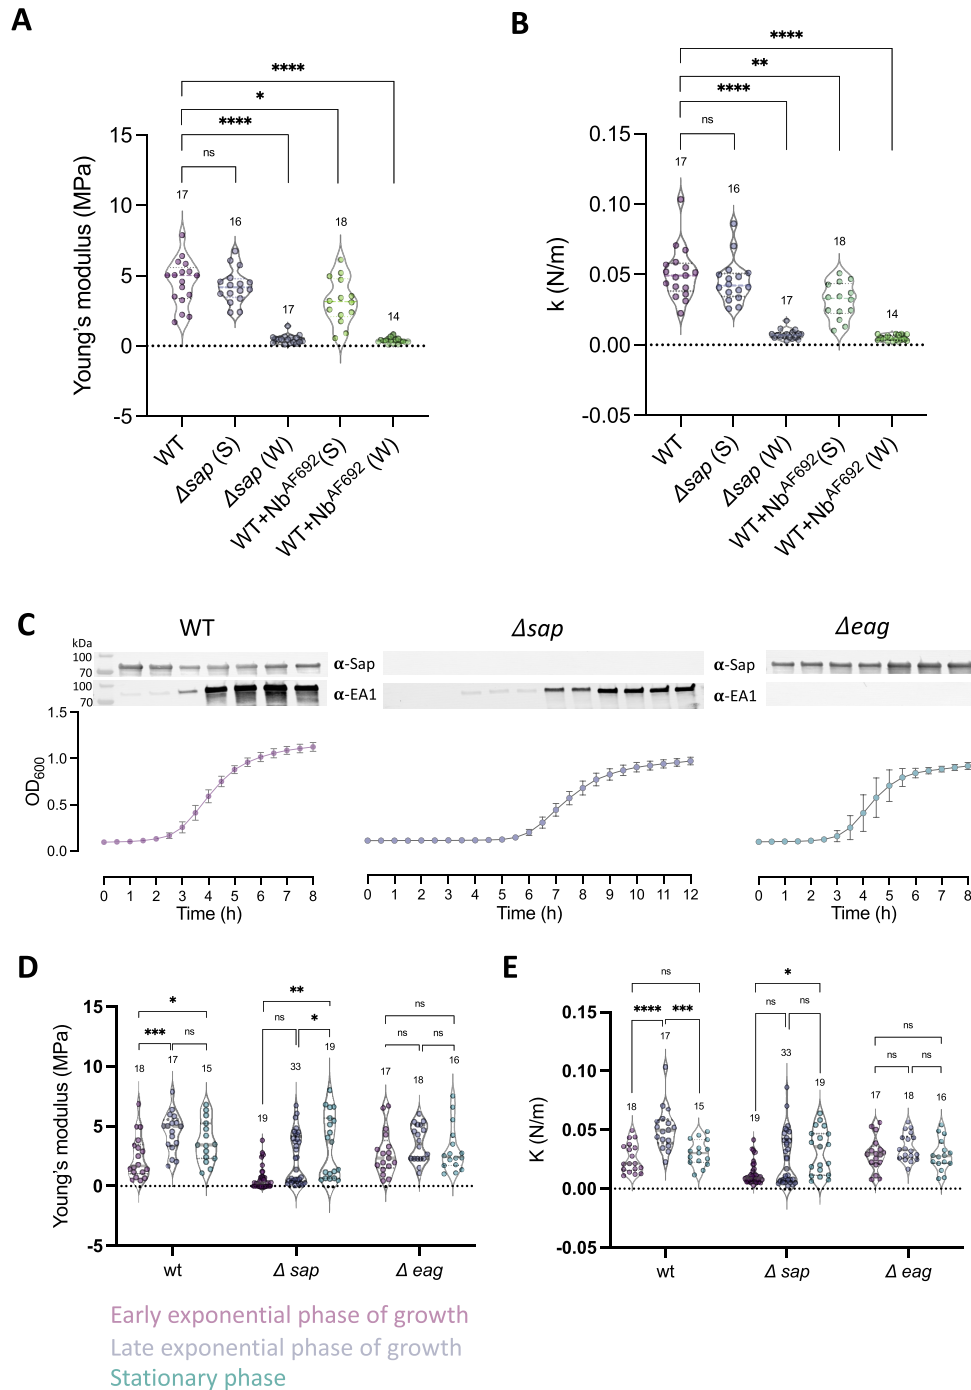 A
B
****
*
****
ns
****
**
****
ns
Young's modulus (MPa)
15
10
5
0
-5
17
16
17
18
14
WT
Δsap (S)
Δsap (W)
WT+Nb^AF692 (S)
WT+Nb^AF692 (W)
k (N/m)
0.15
0.10
0.05
0.00
-0.05
17
16
17
18
14
WT
Δsap (S)
Δsap (W)
WT+Nb^AF692 (S)
WT+Nb^AF692 (W)
C
WT
Δsap
Δeag
kDa
100
70
α-Sap
α-Sap
100
70
α-EA1
α-EA1
OD600
1.5
1.0
0.5
0.0
0 1 2 3 4 5 6 7 8
Time (h)
0 1 2 3 4 5 6 7 8 9 10 11 12
Time (h)
0 1 2 3 4 5 6 7 8
Time (h)
D
Young's modulus (MPa)
15
10
5
0
-5
*
***
ns
18
17
15
**
ns
*
19
33
19
ns
ns
ns
17
18
16
wt
Δ sap
Δ eag
E
K (N/m)
0.15
0.10
0.05
0.00
-0.05
ns
****
***
18
17
15
*
ns
ns
19
33
19
ns
ns
ns
17
18
16
wt
Δ sap
Δ eag
Early exponential phase of growth
Late exponential phase of growth
Stationary phase